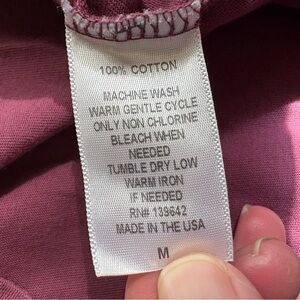 100% COTTON
MACHINE WASH
WARM GENTLE CYCLE
ONLY NON CHLORINE
BLEACH WHEN
NEEDED
TUMBLE DRY LOW
WARM IRON
IF NEEDED
RN# 139642
MADE IN THE USA
M